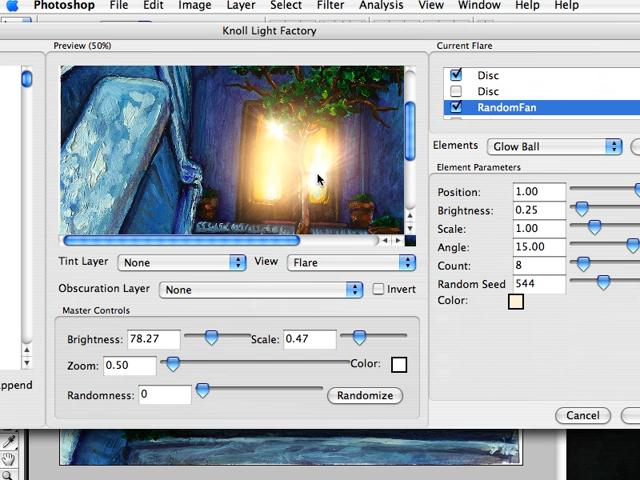 Photoshop File Edit Image Layer Select Filter Analysis View Window Help Help
Knoll Light Factory
Preview (50%)
Current Flare
Disc
Disc
RandomFan
Elements Glow Ball
Element Parameters
Position: 1.00
Brightness: 0.25
Scale: 1.00
Angle: 15.00
Count: 8
Random Seed 544
Color:
Tint Layer None View Flare
Obscuration Layer None Invert
Master Controls
Brightness: 78.27 Scale: 0.47
Zoom: 0.50 Color:
Randomness: 0 Randomize
ppend
Cancel